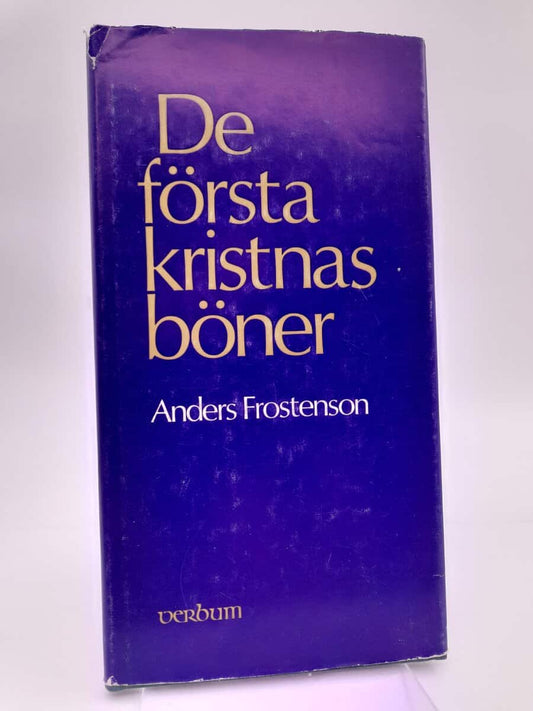 De
första
kristnas
böner
Anders Frostenson
verbum